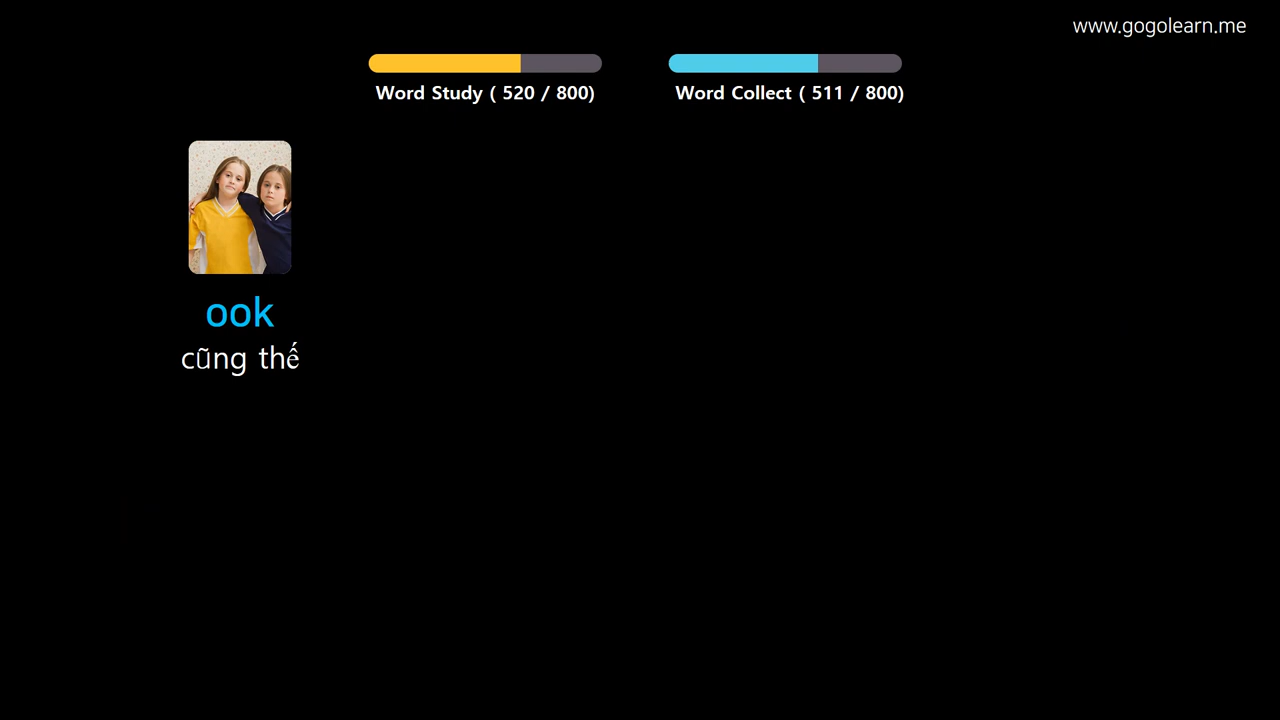 www.gogolearn.me
Word Study ( 520 / 800)
Word Collect ( 511 / 800)
ook
cũng thế